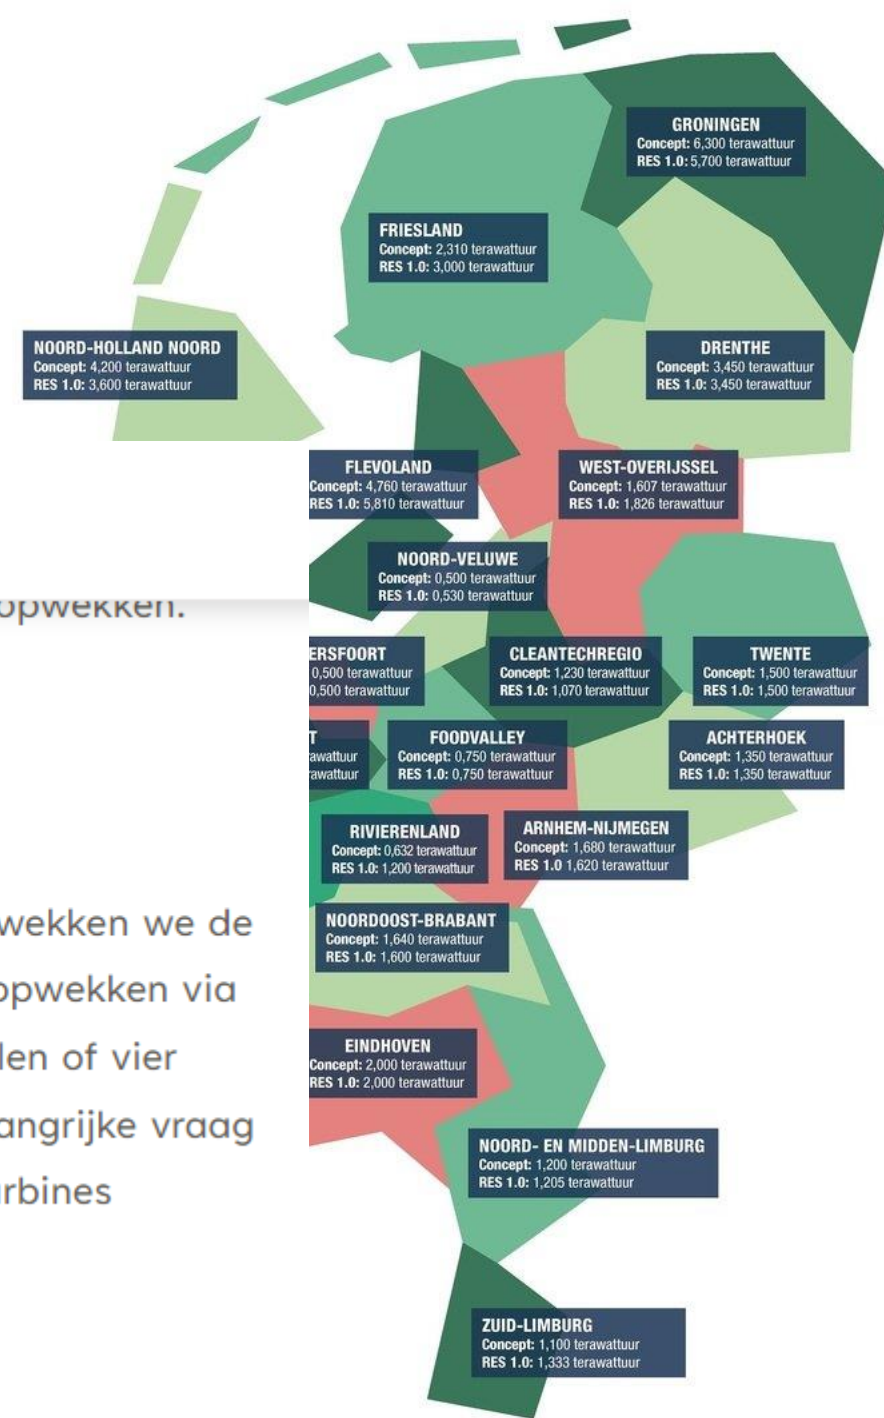 GRONINGEN
Concept: 6,300 terawattuur
RES 1.0: 5,700 terawattuur
FRIESLAND
Concept: 2,310 terawattuur
RES 1.0: 3,000 terawattuur
NOORD-HOLLAND NOORD
Concept: 4,200 terawattuur
RES 1.0: 3,600 terawattuur
DRENTHE
Concept: 3,450 terawattuur
RES 1.0: 3,450 terawattuur
FLEVOLAND
Concept: 4,760 terawattuur
RES 1.0: 5,810 terawattuur
WEST-OVERIJSSEL
Concept: 1,607 terawattuur
RES 1.0: 1,826 terawattuur
NOORD-VELUWE
Concept: 0,500 terawattuur
RES 1.0: 0,530 terawattuur
opwekken.
ERSFOORT
0,500 terawattuur
0,500 terawattuur
CLEANTECHREGIO
Concept: 1,230 terawattuur
RES 1.0: 1,070 terawattuur
TWENTE
Concept: 1,500 terawattuur
RES 1.0: 1,500 terawattuur
T
rawattuur
rawattuur
FOODVALLEY
Concept: 0,750 terawattuur
RES 1.0: 0,750 terawattuur
ACHTERHOEK
Concept: 1,350 terawattuur
RES 1.0: 1,350 terawattuur
RIVIERENLAND
Concept: 0,632 terawattuur
RES 1.0: 1,200 terawattuur
ARNHEM-NIJMEGEN
Concept: 1,680 terawattuur
RES 1.0 1,620 terawattuur
NOORDOOST-BRABANT
Concept: 1,640 terawattuur
RES 1.0: 1,600 terawattuur
wekken we de
opwekken via
len of vier
angrijke vraag
urbines
EINDHOVEN
Concept: 2,000 terawattuur
RES 1.0: 2,000 terawattuur
NOORD- EN MIDDEN-LIMBURG
Concept: 1,200 terawattuur
RES 1.0: 1,205 terawattuur
ZUID-LIMBURG
Concept: 1,100 terawattuur
RES 1.0: 1,333 terawattuur